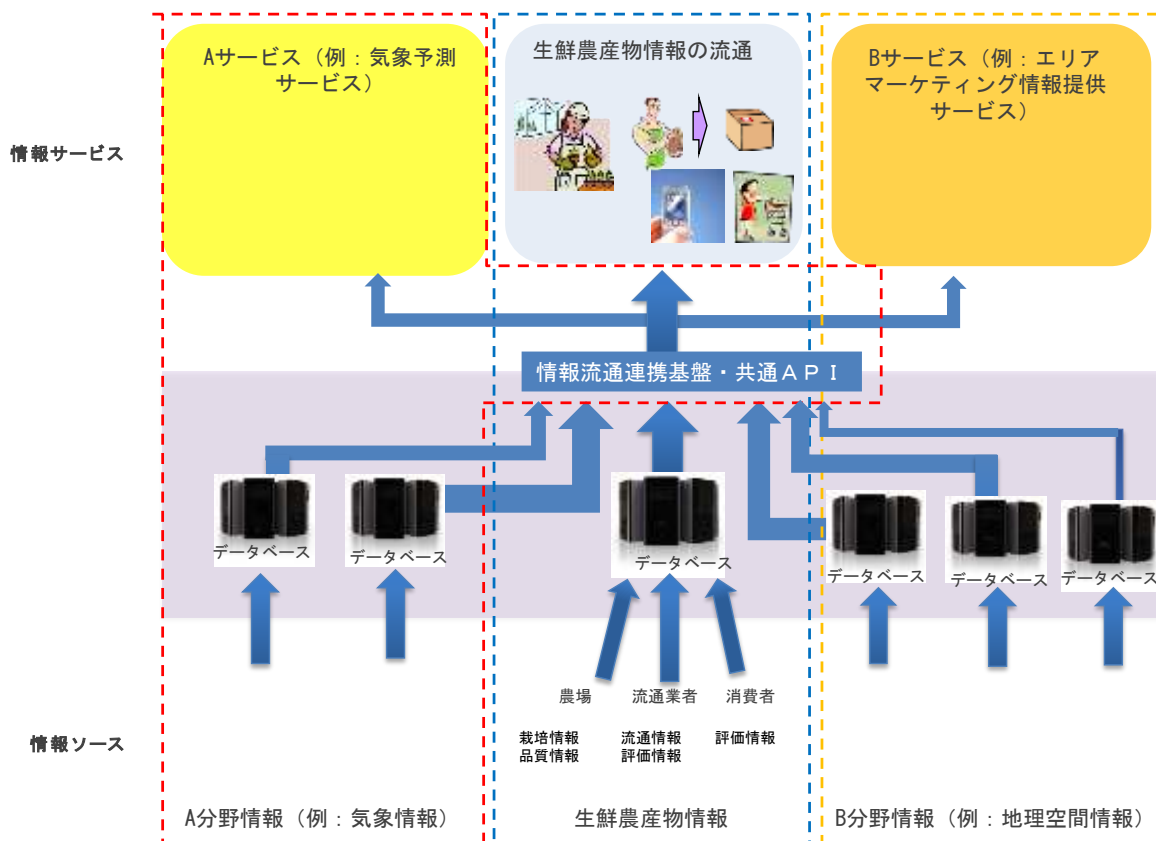 Aサービス（例：気象予測
サービス）
生鮮農産物情報の流通
Bサービス（例：エリア
マーケティング情報提供
サービス）
情報サービス
情報流通連携基盤・共通ＡＰＩ
データベース
データベース
データベース
データベース
データベース
データベース
農場
流通業者
消費者
栽培情報
品質情報
流通情報
評価情報
評価情報
情報ソース
A分野情報（例：気象情報）
生鮮農産物情報
B分野情報（例：地理空間情報）